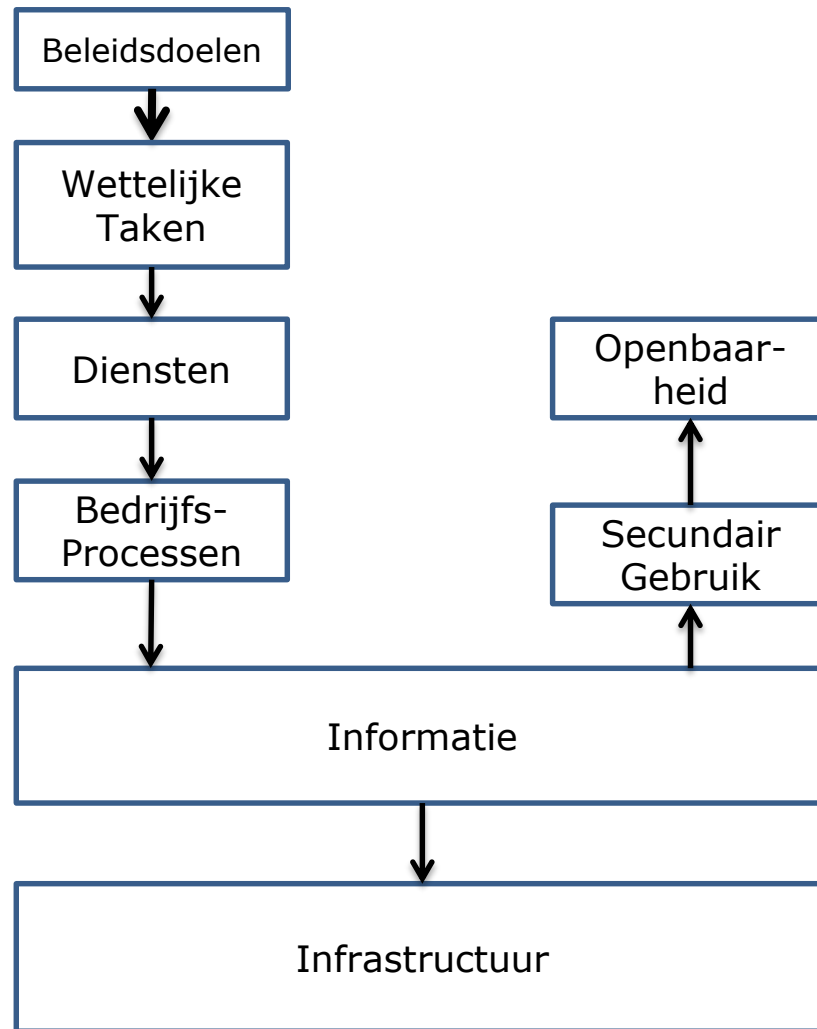 Beleidsdoelen
Wettelijke
Taken
Diensten
Openbaar-
heid
Bedrijfs-
Processen
Secundair
Gebruik
Informatie
Infrastructuur